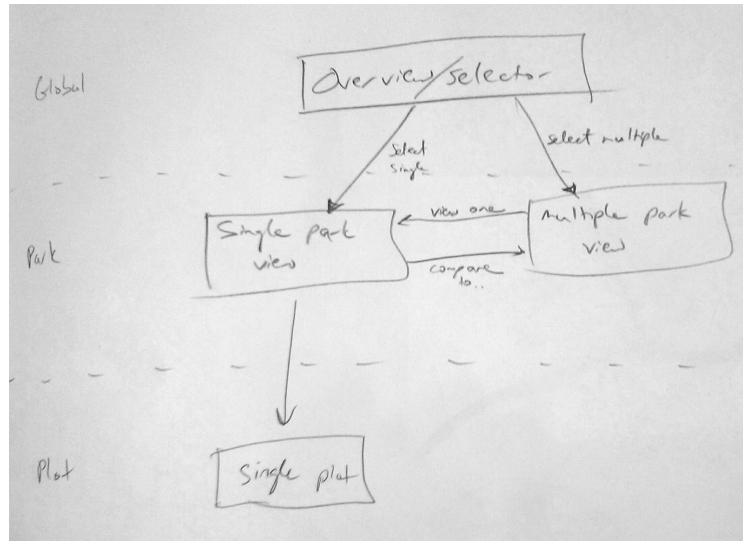 Global
Overview/selector
select
single
select multiple
Park
Single park
view
view one
compare
to..
multiple park
view
Plot
Single plot